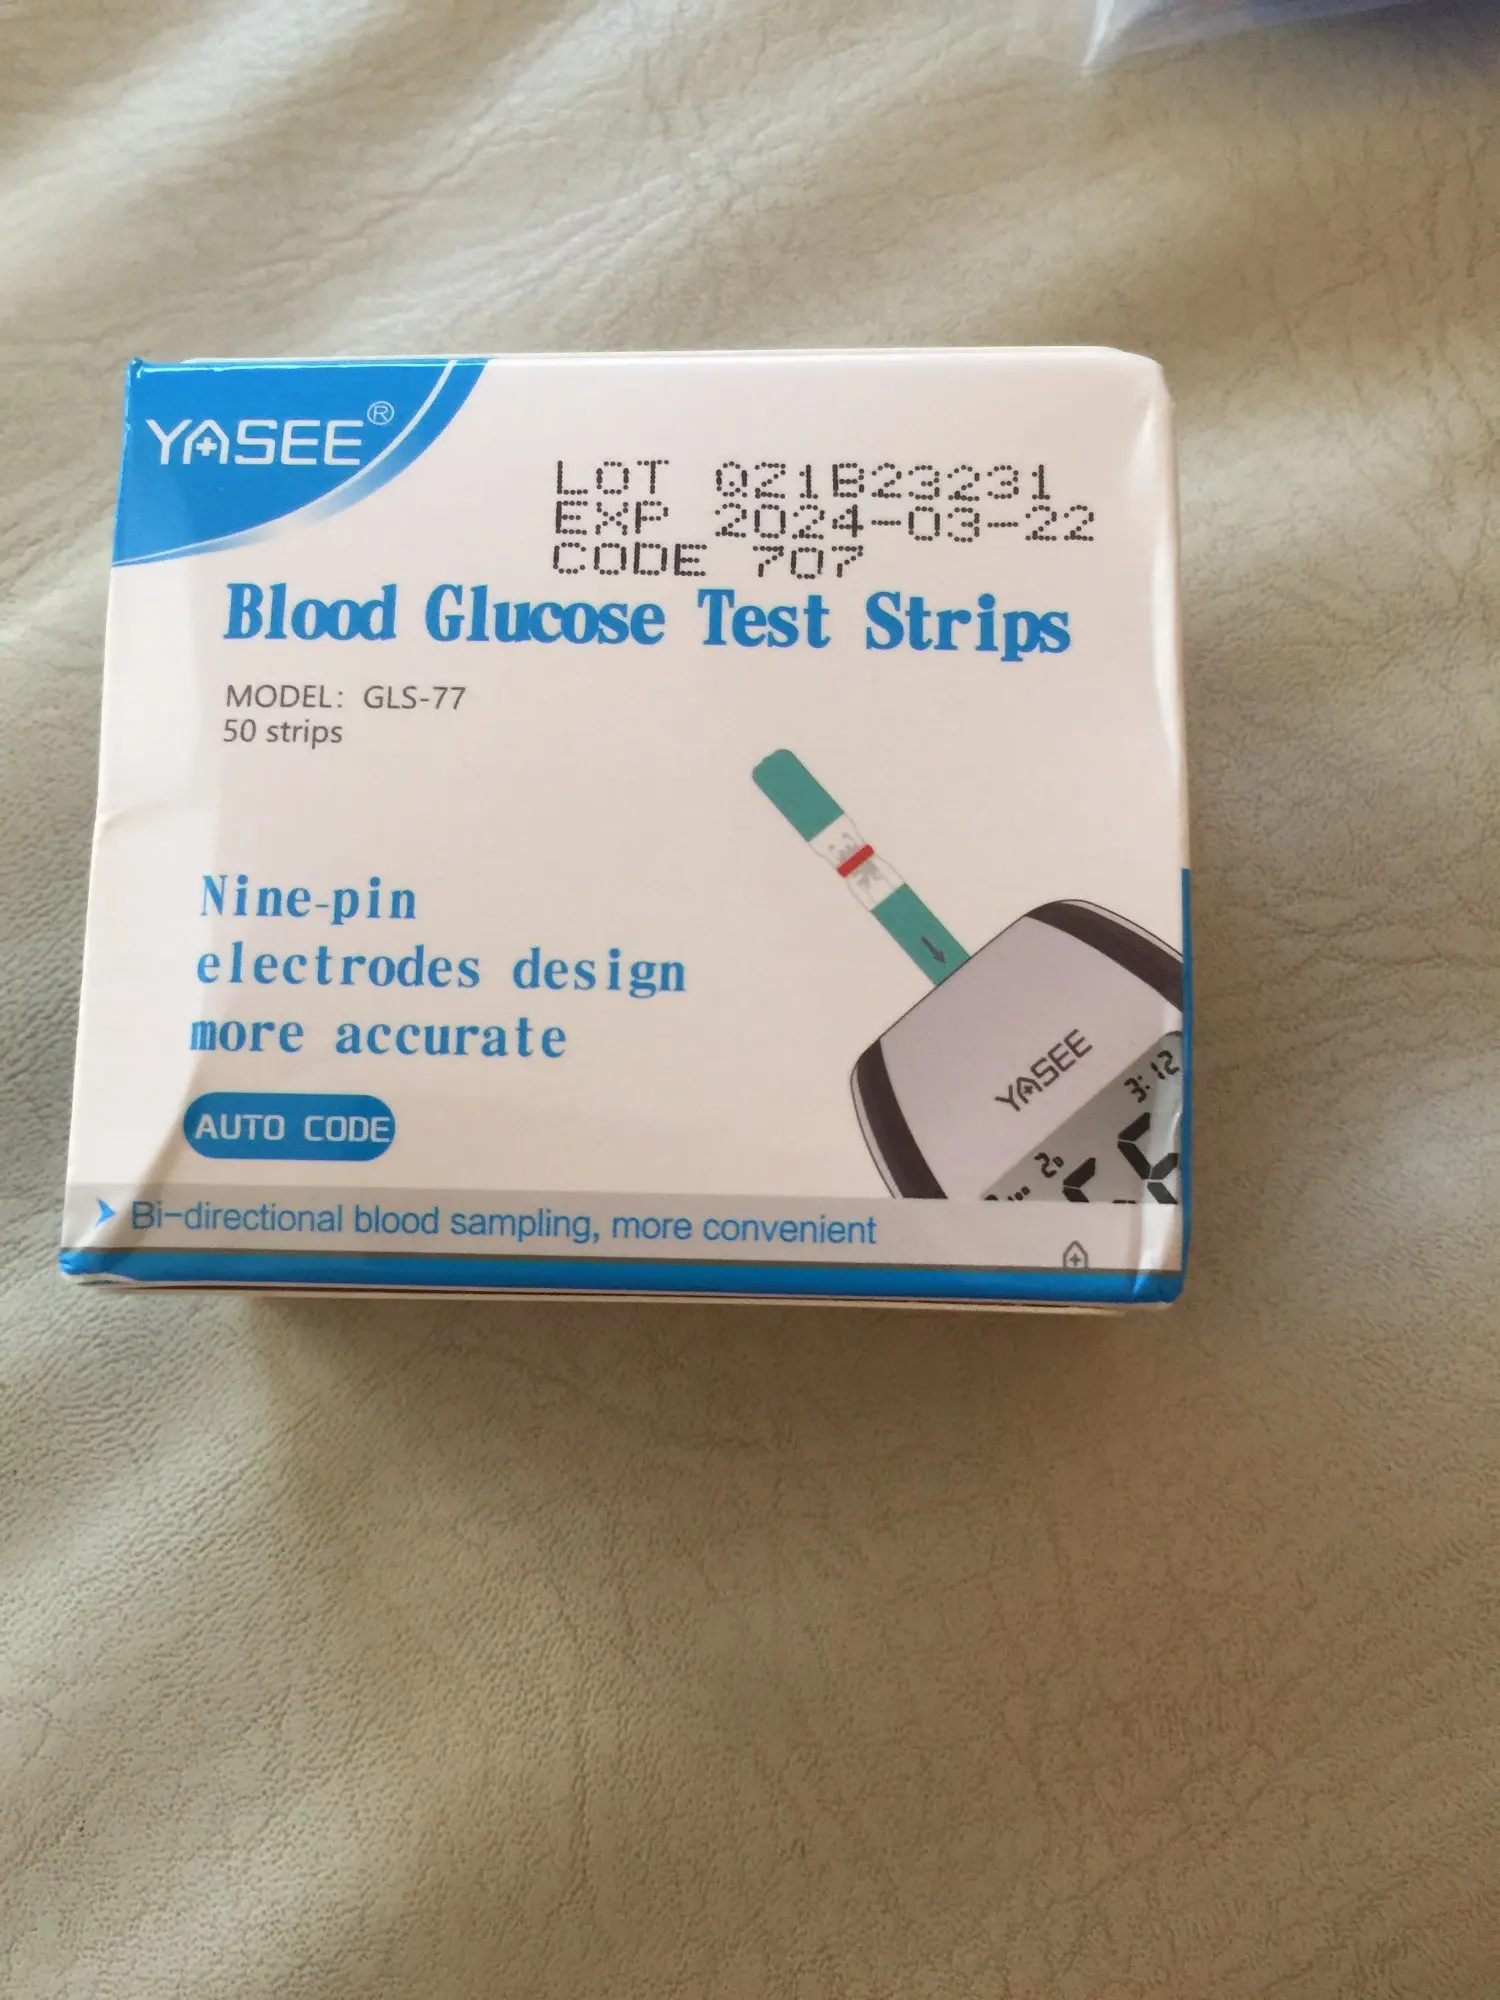 YASEE®
LOT QZ1B23231
EXP 2024-03-22
CODE 707
Blood Glucose Test Strips
MODEL: GLS-77
50 strips
Nine-pin
electrodes design
more accurate
AUTO CODE
YASEE
3:12
Bi-directional blood sampling, more convenient